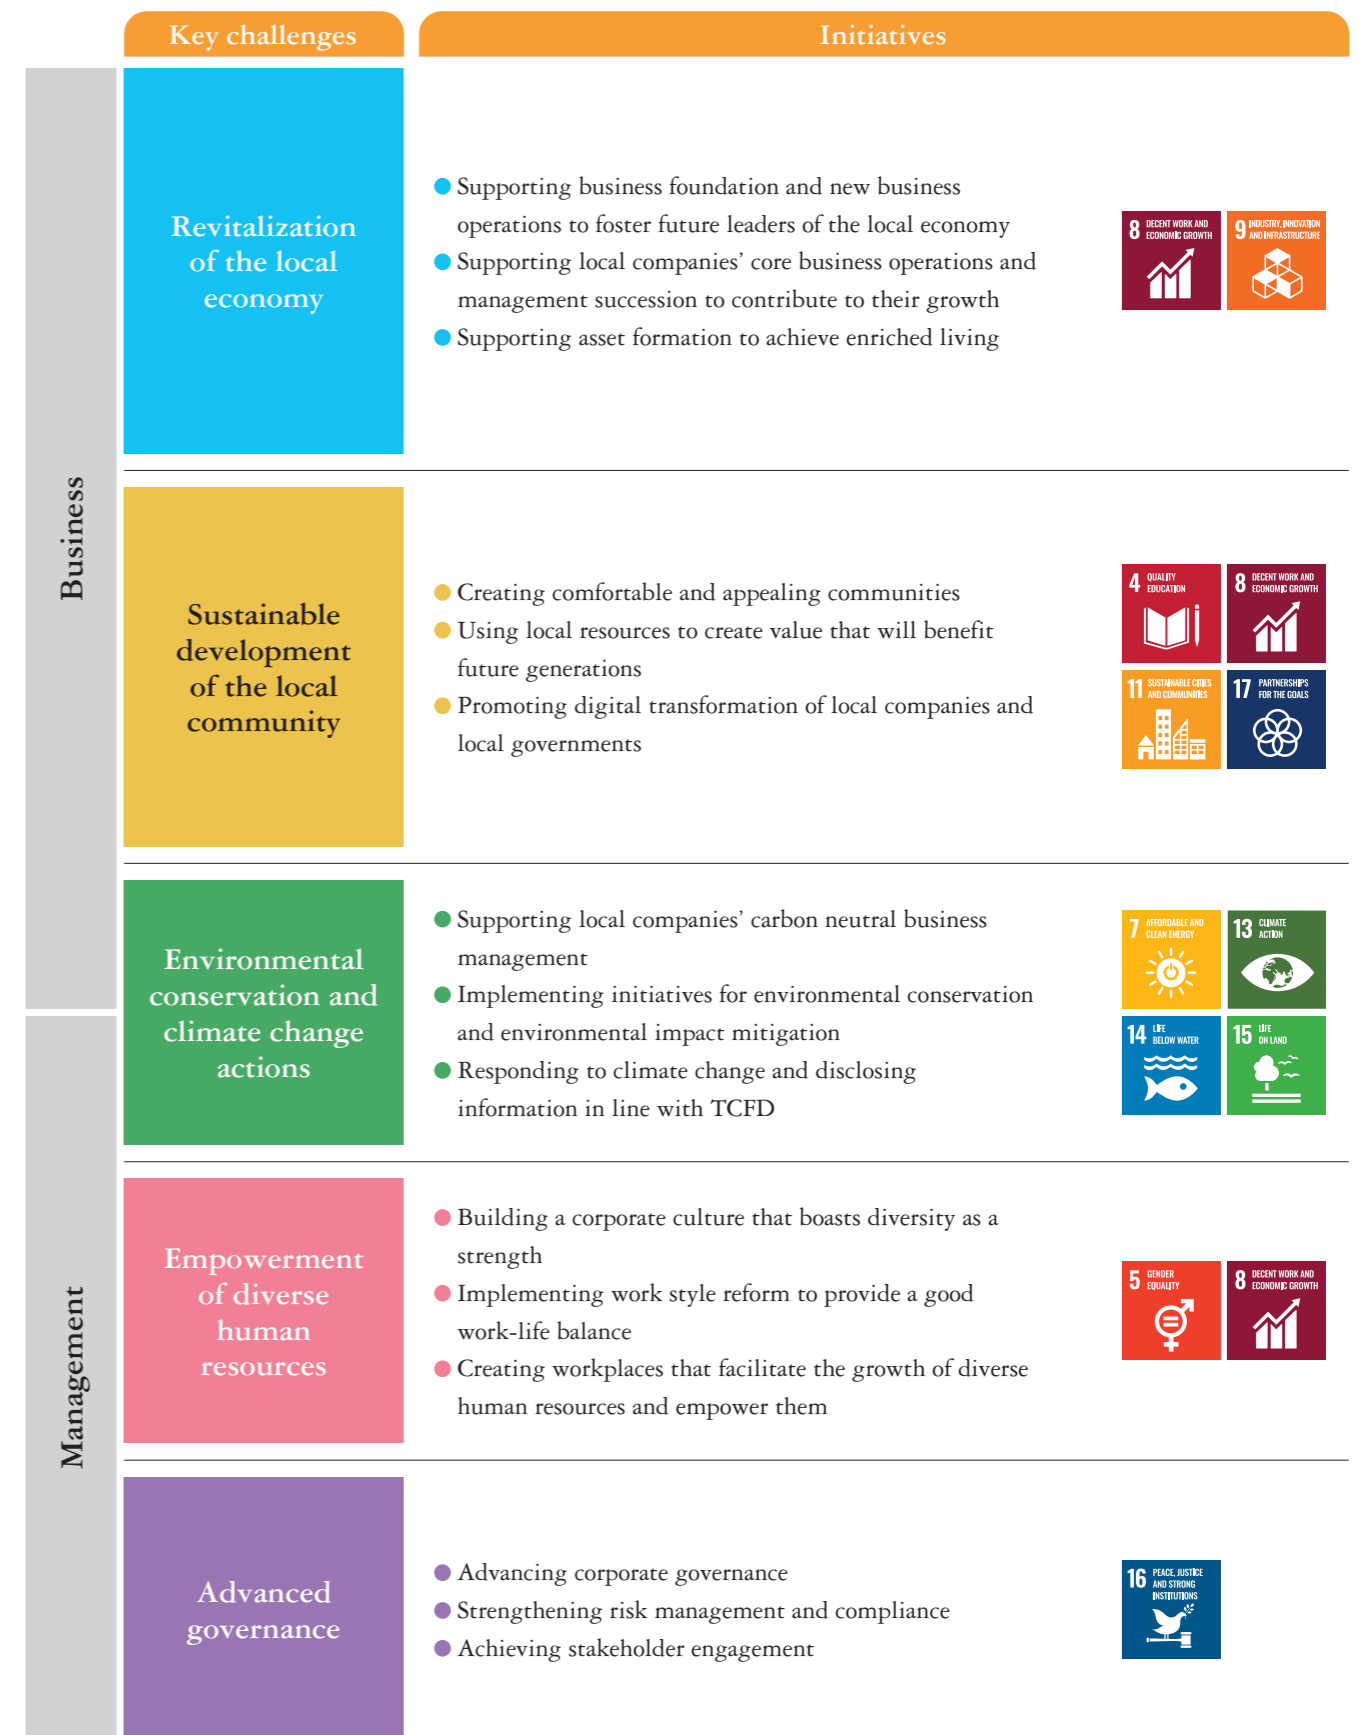 Key challenges
Initiatives
Business
Revitalization
of the local
economy
● Supporting business foundation and new business
operations to foster future leaders of the local economy
● Supporting local companies’ core business operations and
management succession to contribute to their growth
● Supporting asset formation to achieve enriched living
8 DECENT WORK AND
ECONOMIC GROWTH
9 INDUSTRY, INNOVATION
AND INFRASTRUCTURE
Sustainable
development
of the local
community
● Creating comfortable and appealing communities
● Using local resources to create value that will benefit
future generations
● Promoting digital transformation of local companies and
local governments
4 QUALITY
EDUCATION
8 DECENT WORK AND
ECONOMIC GROWTH
11 SUSTAINABLE CITIES
AND COMMUNITIES
17 PARTNERSHIPS
FOR THE GOALS
Environmental
conservation and
climate change
actions
● Supporting local companies’ carbon neutral business
management
● Implementing initiatives for environmental conservation
and environmental impact mitigation
● Responding to climate change and disclosing
information in line with TCFD
7 AFFORDABLE AND
CLEAN ENERGY
13 CLIMATE
ACTION
14 LIFE
BELOW WATER
15 LIFE
ON LAND
Management
Empowerment
of diverse
human
resources
● Building a corporate culture that boasts diversity as a
strength
● Implementing work style reform to provide a good
work-life balance
● Creating workplaces that facilitate the growth of diverse
human resources and empower them
5 GENDER
EQUALITY
8 DECENT WORK AND
ECONOMIC GROWTH
Advanced
governance
● Advancing corporate governance
● Strengthening risk management and compliance
● Achieving stakeholder engagement
16 PEACE, JUSTICE
AND STRONG
INSTITUTIONS